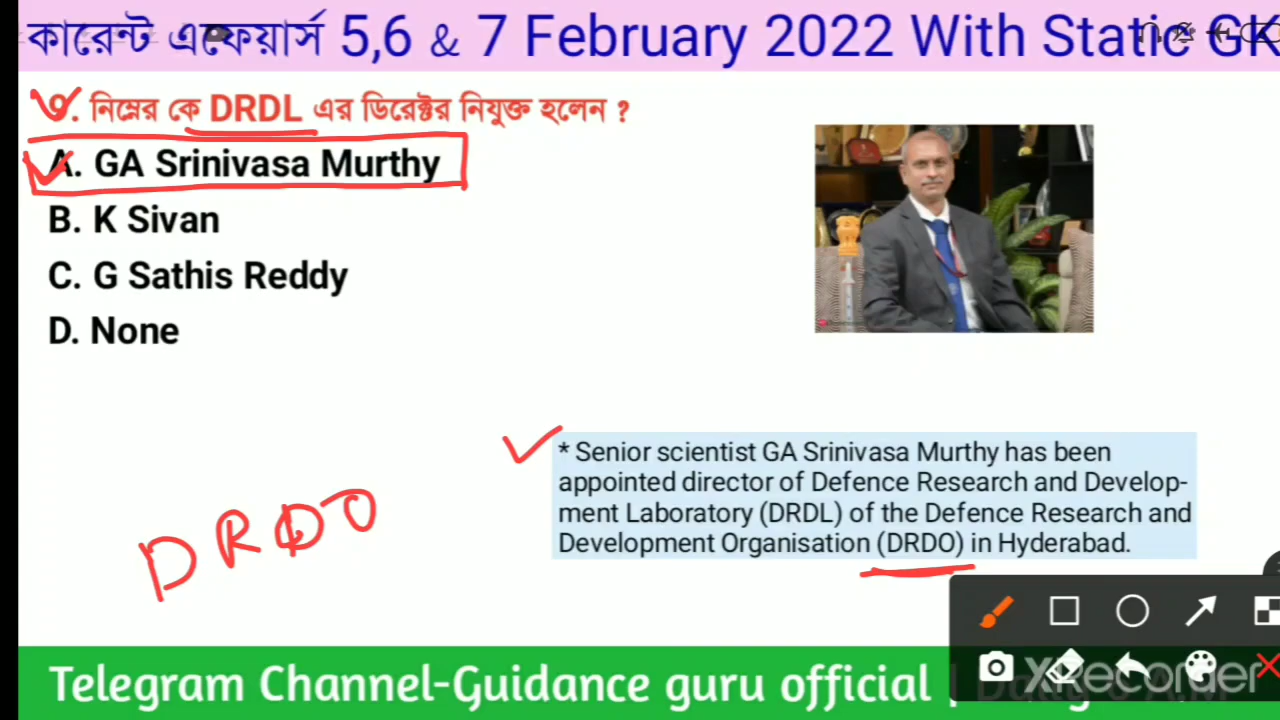 কারেন্ট এফেয়ার্স 5,6 & 7 February 2022 With Static GK
৩. নিম্নের কে DRDL এর ডিরেক্টর নিযুক্ত হলেন ?
A. GA Srinivasa Murthy
B. K Sivan
C. G Sathis Reddy
D. None
* Senior scientist GA Srinivasa Murthy has been
appointed director of Defence Research and Develop-
ment Laboratory (DRDL) of the Defence Research and
Development Organisation (DRDO) in Hyderabad.
DRDO
Telegram Channel-Guidance guru official |
XRecorder